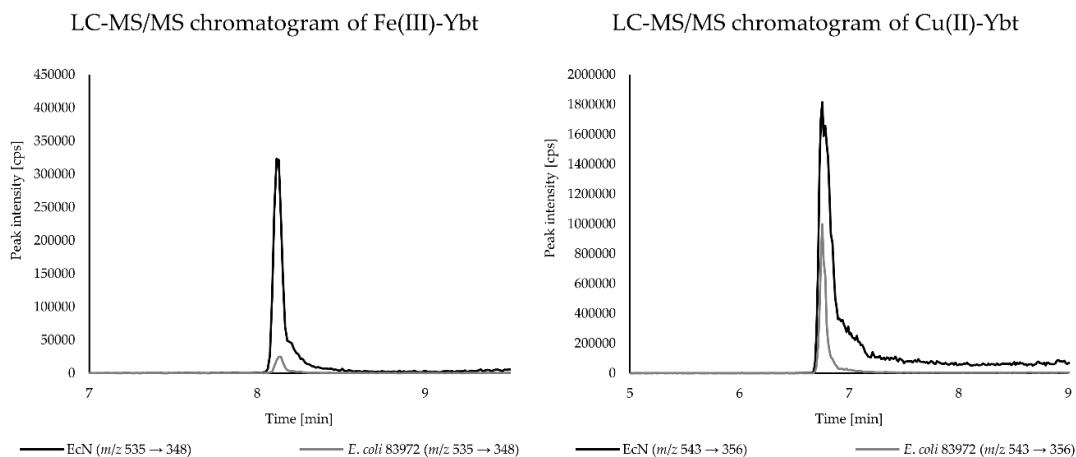 LC-MS/MS chromatogram of Fe(III)-Ybt
Peak intensity [cps]
450000
400000
350000
300000
250000
200000
150000
100000
50000
0
7
8
9
Time [min]
EcN (m/z 535 → 348)
E. coli 83972 (m/z 535 → 348)
LC-MS/MS chromatogram of Cu(II)-Ybt
Peak intensity [cps]
2000000
1800000
1600000
1400000
1200000
1000000
800000
600000
400000
200000
0
5
6
7
8
9
Time [min]
EcN (m/z 543 → 356)
E. coli 83972 (m/z 543 → 356)